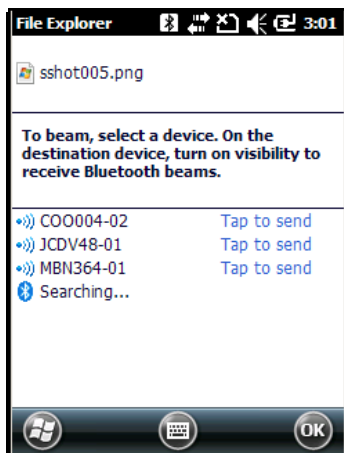 File Explorer 3:01
sshot005.png
To beam, select a device. On the
destination device, turn on visibility to
receive Bluetooth beams.
COO004-02 Tap to send
JCDV48-01 Tap to send
MBN364-01 Tap to send
Searching...
OK